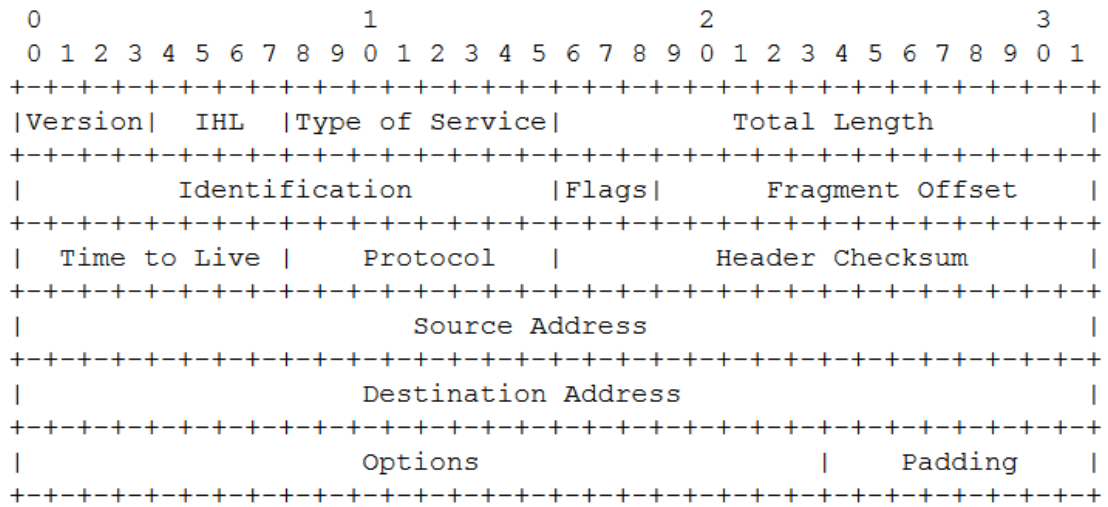 0                   1                   2                   3
 0 1 2 3 4 5 6 7 8 9 0 1 2 3 4 5 6 7 8 9 0 1 2 3 4 5 6 7 8 9 0 1
+-+-+-+-+-+-+-+-+-+-+-+-+-+-+-+-+-+-+-+-+-+-+-+-+-+-+-+-+-+-+-+-+
|Version|  IHL  |Type of Service|          Total Length         |
+-+-+-+-+-+-+-+-+-+-+-+-+-+-+-+-+-+-+-+-+-+-+-+-+-+-+-+-+-+-+-+-+
|         Identification        |Flags|      Fragment Offset    |
+-+-+-+-+-+-+-+-+-+-+-+-+-+-+-+-+-+-+-+-+-+-+-+-+-+-+-+-+-+-+-+-+
|  Time to Live |    Protocol   |         Header Checksum       |
+-+-+-+-+-+-+-+-+-+-+-+-+-+-+-+-+-+-+-+-+-+-+-+-+-+-+-+-+-+-+-+-+
|                       Source Address                          |
+-+-+-+-+-+-+-+-+-+-+-+-+-+-+-+-+-+-+-+-+-+-+-+-+-+-+-+-+-+-+-+-+
|                    Destination Address                        |
+-+-+-+-+-+-+-+-+-+-+-+-+-+-+-+-+-+-+-+-+-+-+-+-+-+-+-+-+-+-+-+-+
|                    Options                    |    Padding    |
+-+-+-+-+-+-+-+-+-+-+-+-+-+-+-+-+-+-+-+-+-+-+-+-+-+-+-+-+-+-+-+-+